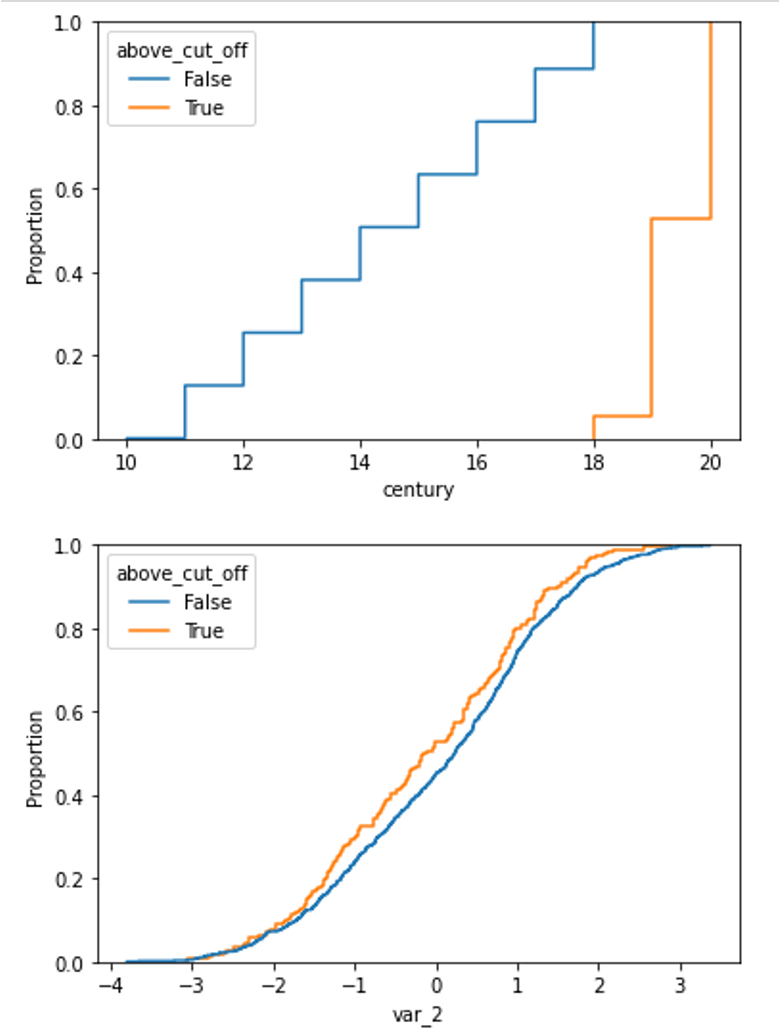 1.0
above_cut_off
False
True
0.8
0.6
0.4
0.2
0.0
Proportion
10 12 14 16 18 20
century
1.0
above_cut_off
False
True
0.8
0.6
0.4
0.2
0.0
Proportion
−4 −3 −2 −1 0 1 2 3
var_2